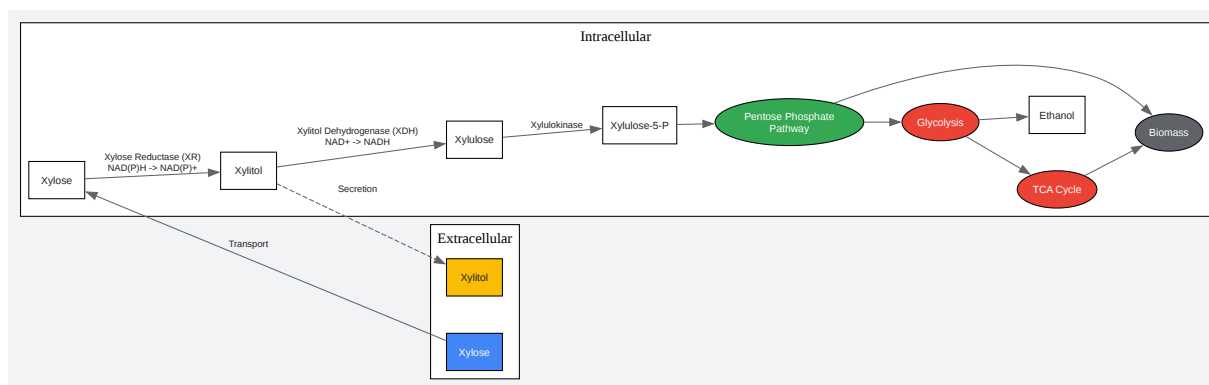 Intracellular
Xylose
Xylose Reductase (XR)
NAD(P)H -> NAD(P)+
Xylitol
Xylitol Dehydrogenase (XDH)
NAD+ -> NADH
Xylulose
Xylulokinase
Xylulose-5-P
Pentose Phosphate
Pathway
Glycolysis
Ethanol
TCA Cycle
Biomass
Secretion
Transport
Extracellular
Xylitol
Xylose